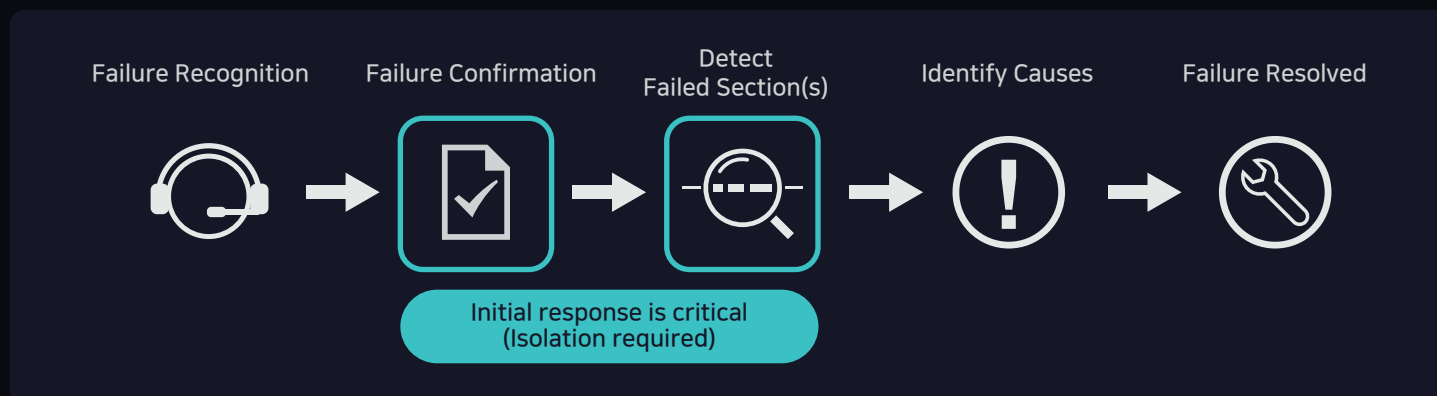 Failure Recognition
Failure Confirmation
Detect
Failed Section(s)
Identify Causes
Failure Resolved
Initial response is critical
(Isolation required)